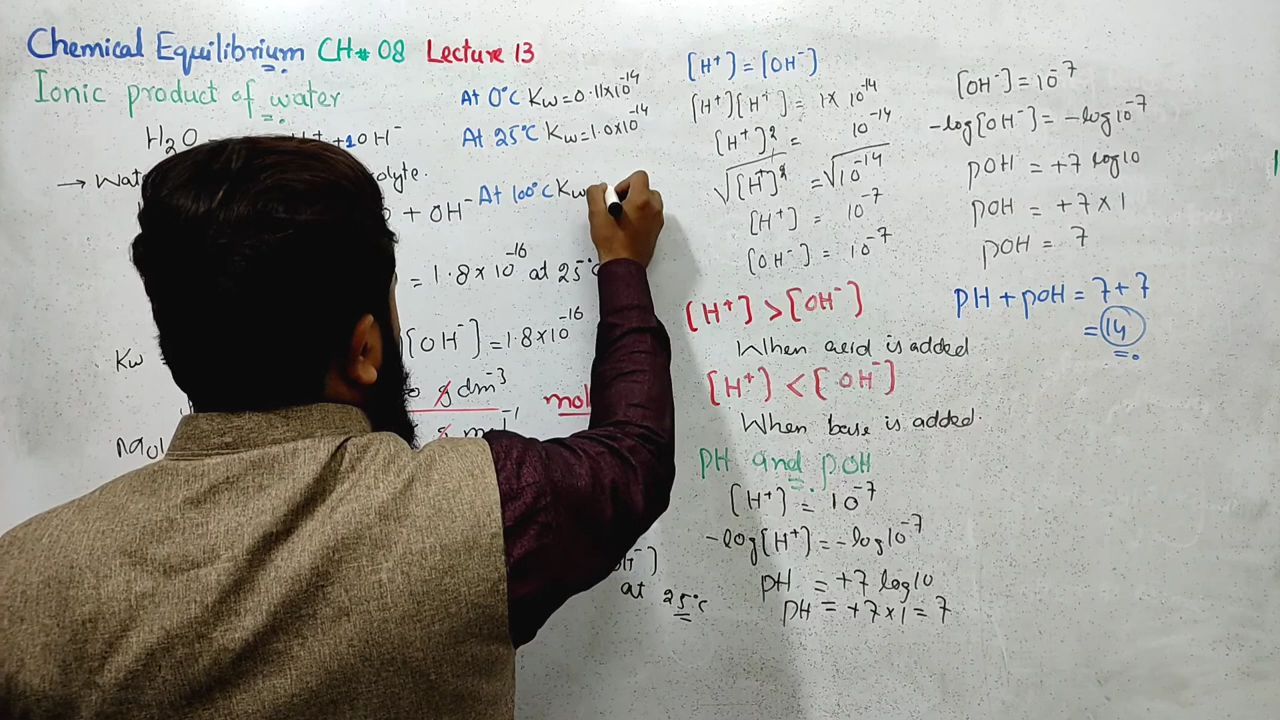 Chemical Equilibrium CH# 08 Lecture 13
Ionic product of water
H₂O H⁺ + OH⁻
→
+ OH⁻
= 1.8×10⁻¹⁶ at 25°C
Kw =
[OH⁻] = 1.8×10⁻¹⁶
g dm⁻³
g mol⁻¹
mol
at 25°C
At 0°C Kw=0.11×10⁻¹⁴
At 25°C Kw=1.0×10⁻¹⁴
At 100°C Kw
[H⁺] = [OH⁻]
[H⁺][H⁺] = 1×10⁻¹⁴
[H⁺]² = 10⁻¹⁴
√[H⁺]² = √10⁻¹⁴
[H⁺] = 10⁻⁷
[OH⁻] = 10⁻⁷
[H⁺] > [OH⁻]
When acid is added
[H⁺] < [OH⁻]
When base is added.
pH and pOH
[H⁺] = 10⁻⁷
-log[H⁺] = -log10⁻⁷
pH = +7 log10
pH = +7×1 = 7
[OH⁻] = 10⁻⁷
-log[OH⁻] = -log10⁻⁷
pOH = +7 log10
pOH = +7×1
pOH = 7
pH + pOH = 7+7
= 14